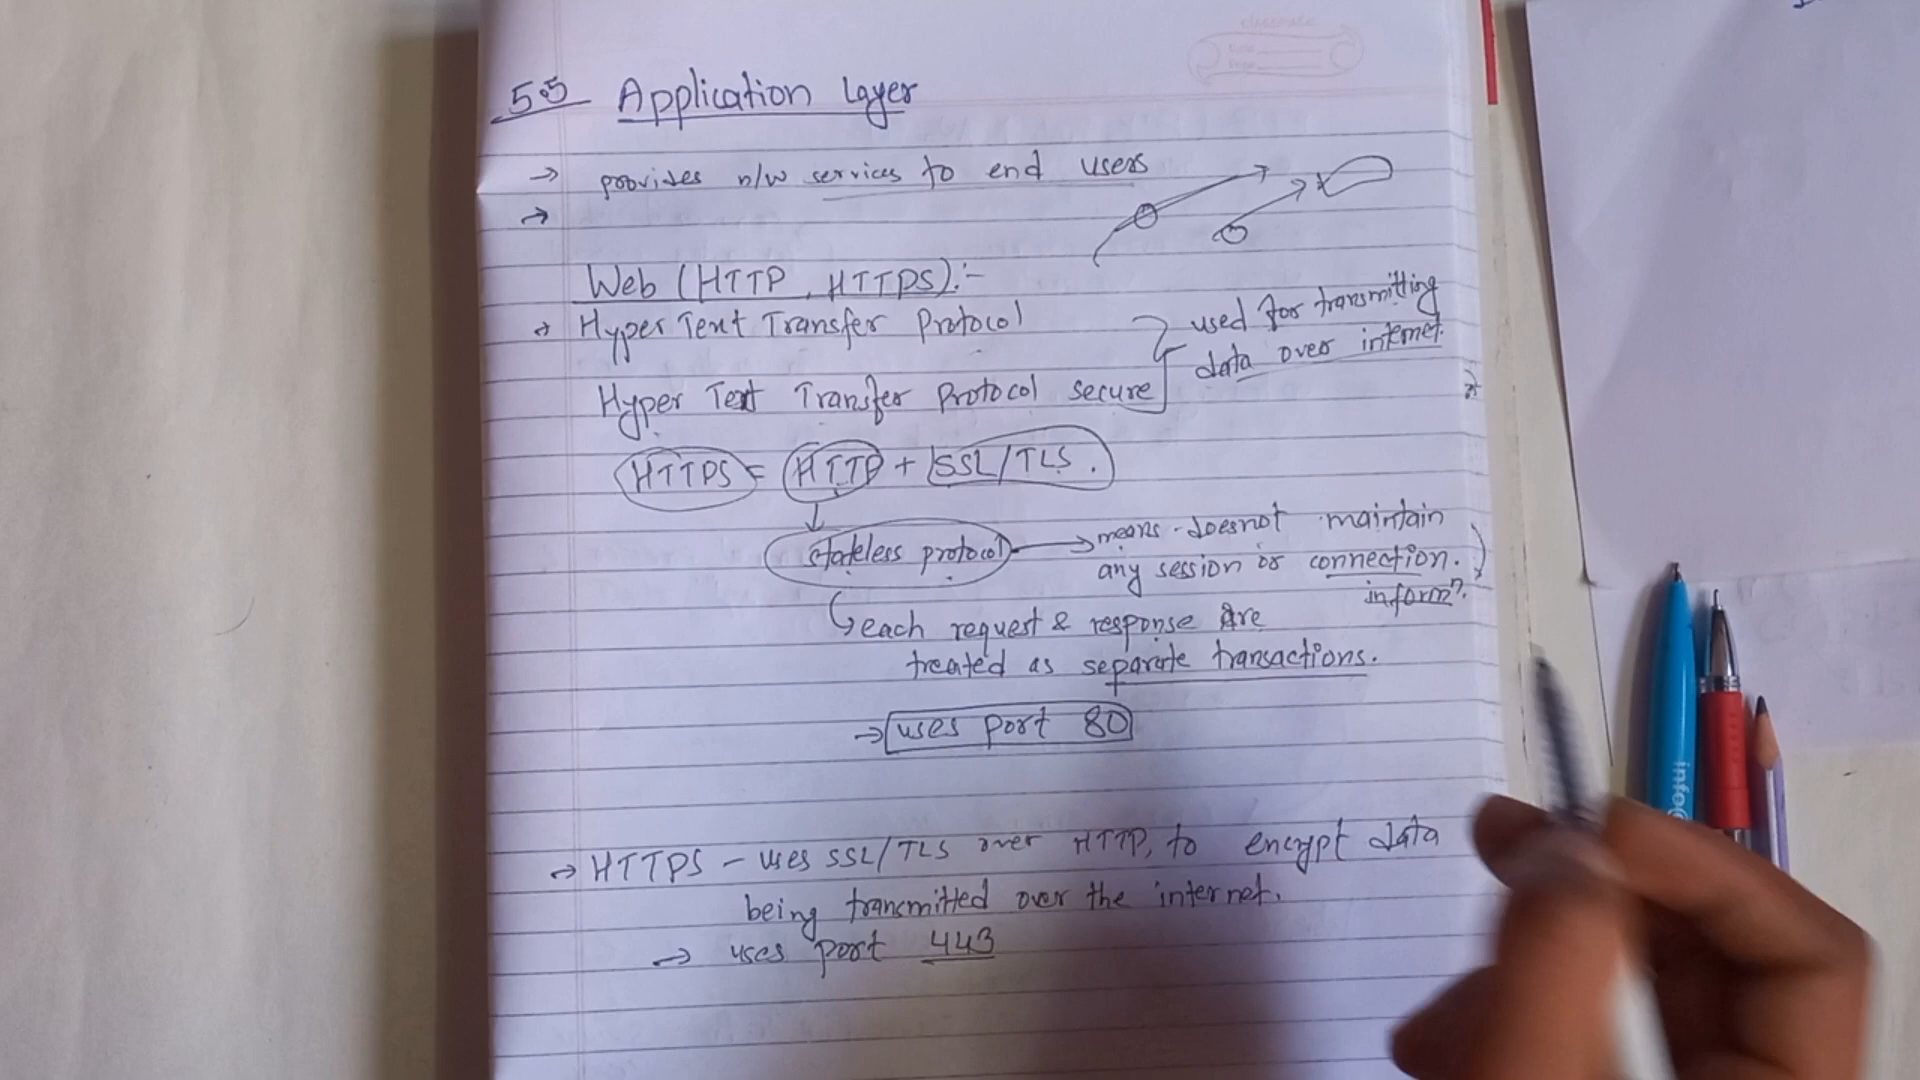 5.5 Application Layer
→ provides n/w services to end users
→
Web (HTTP, HTTPS):-
→ Hyper Text Transfer Protocol
Hyper Text Transfer Protocol secure
used for transmitting
data over internet.
HTTPS = HTTP + SSL/TLS.
↓
stateless protocol → means - doesnot maintain
any session or connection.
inform^n.
↳ each request & response Are
treated as separate transactions.
→ uses port 80
→ HTTPS - uses SSL/TLS over HTTP, to encrypt data
being transmitted over the internet.
→ uses port 443